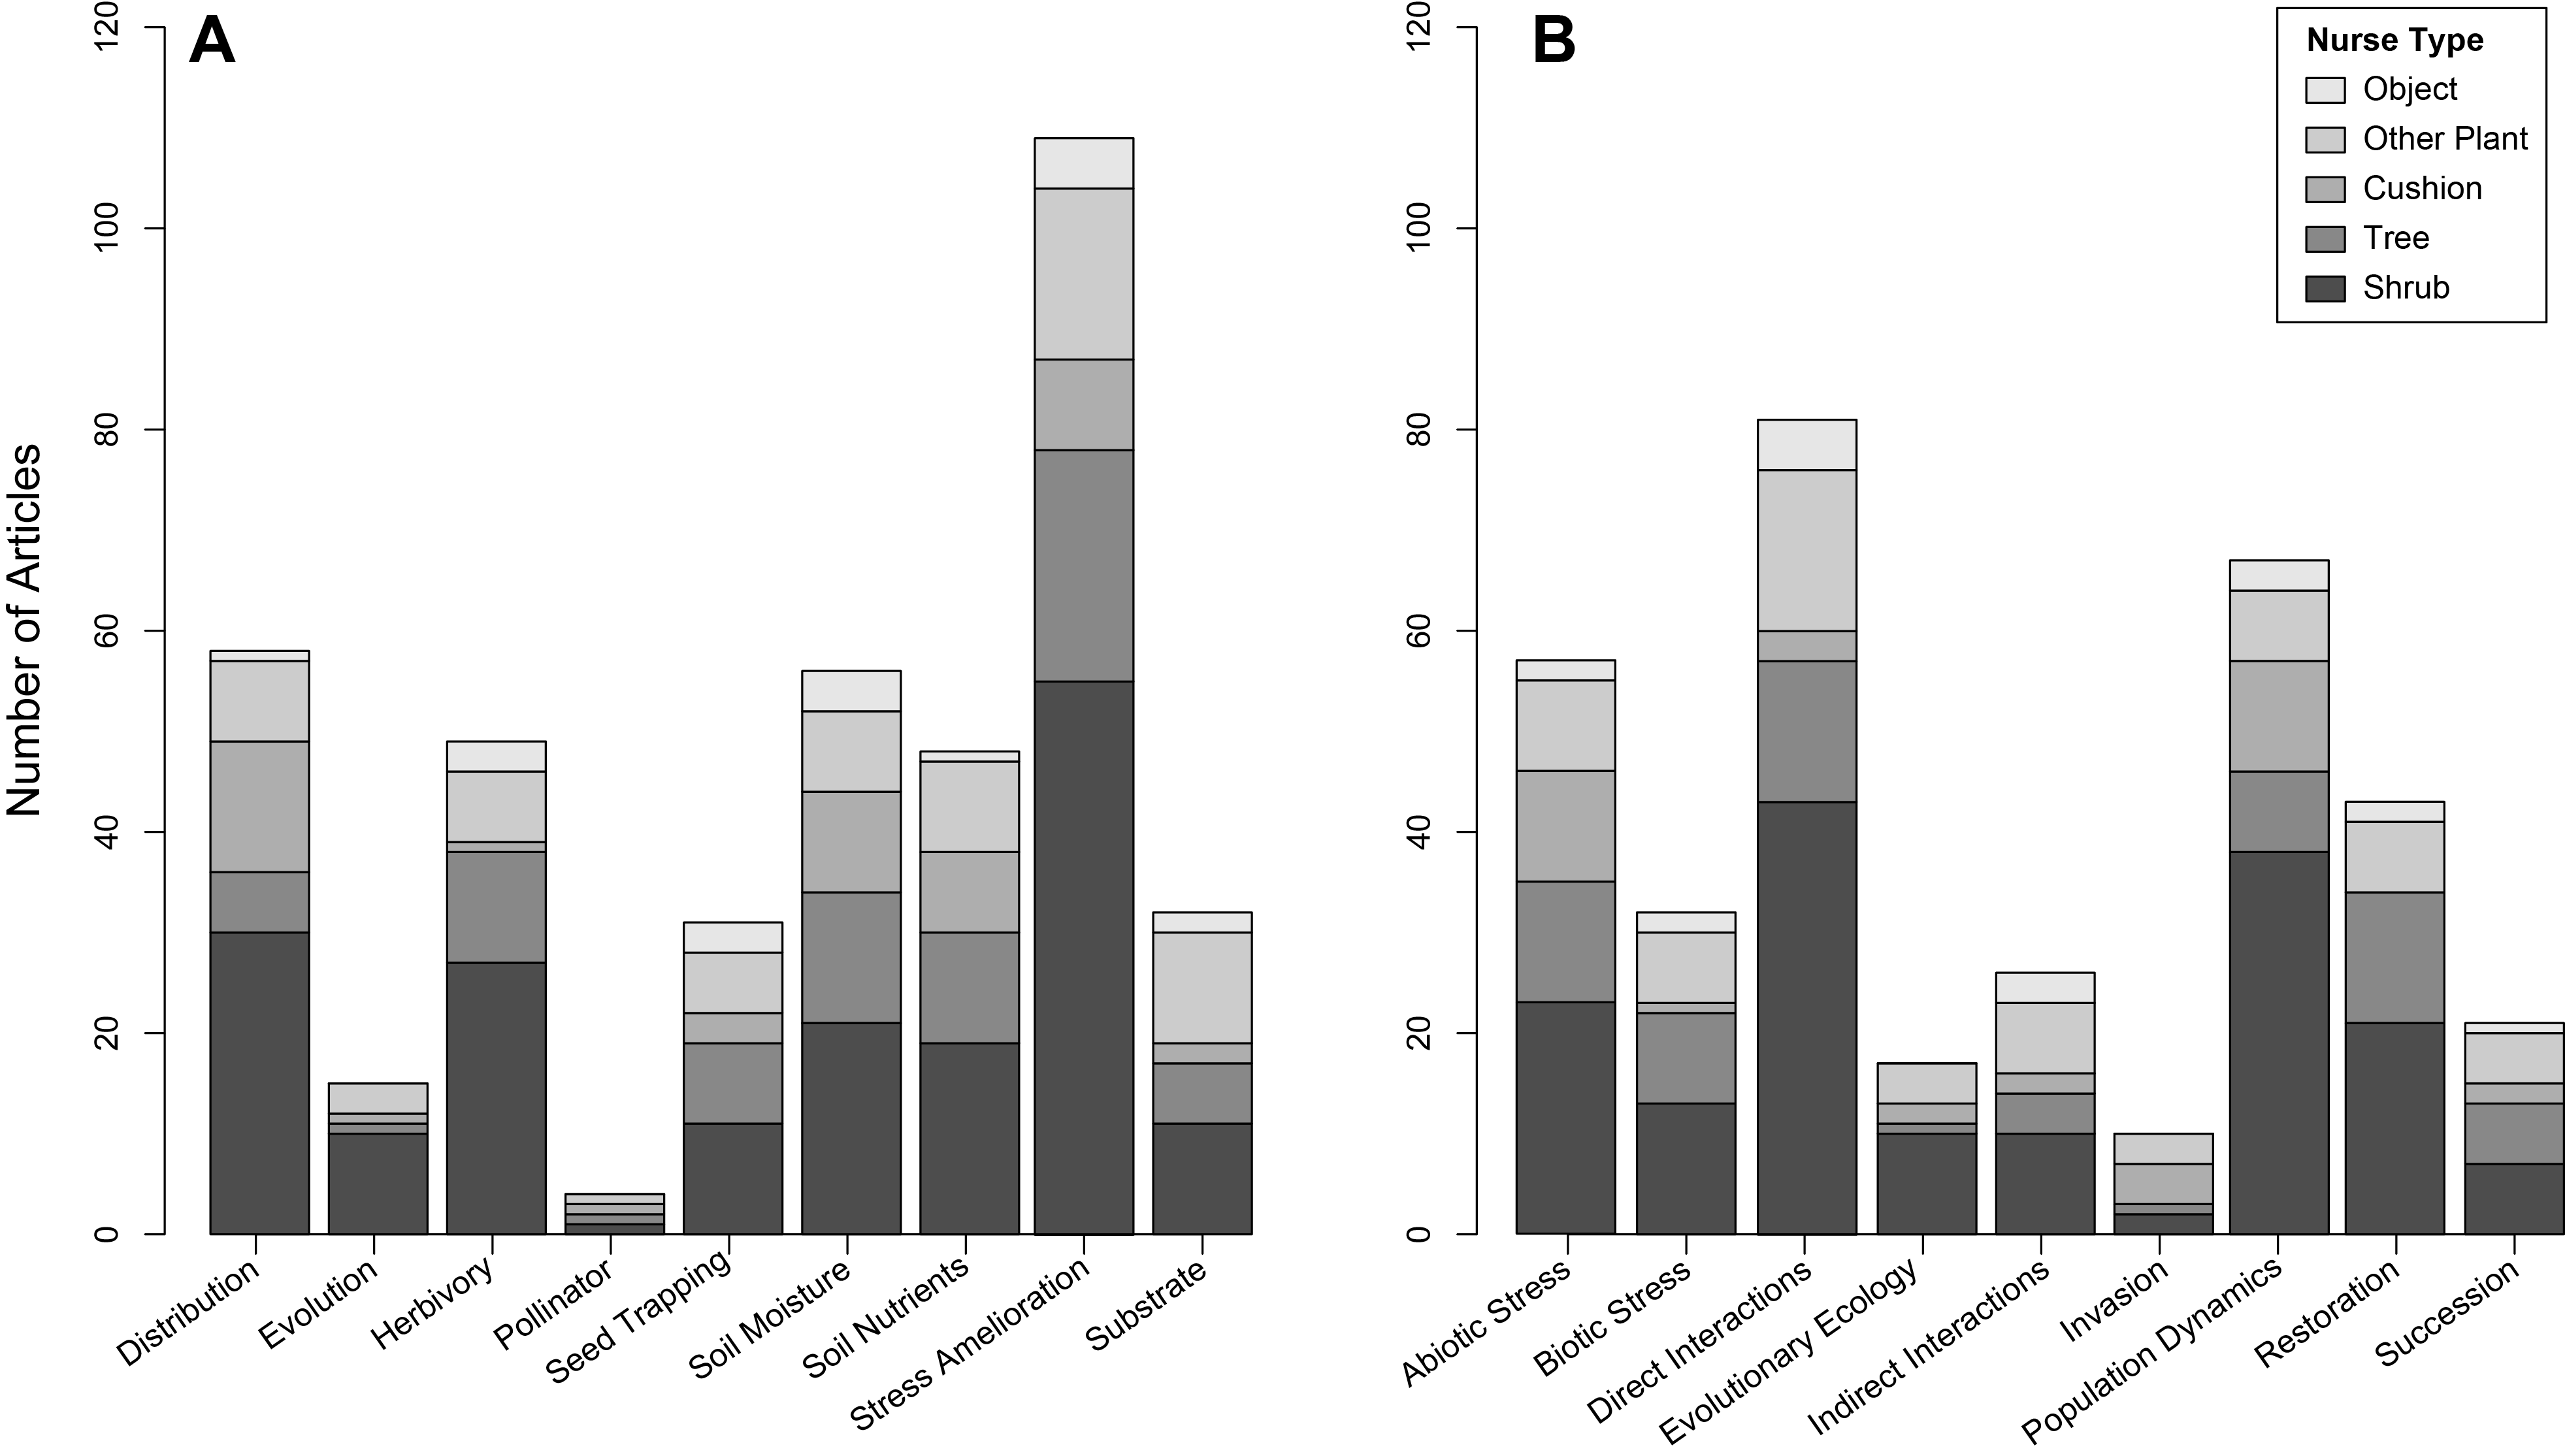 A
B
Number of Articles
0
20
40
60
80
100
120
Distribution
Evolution
Herbivory
Pollinator
Seed Trapping
Soil Moisture
Soil Nutrients
Stress Amelioration
Substrate
0
20
40
60
80
100
120
Abiotic Stress
Biotic Stress
Direct Interactions
Evolutionary Ecology
Indirect Interactions
Invasion
Population Dynamics
Restoration
Succession
Nurse Type
Object
Other Plant
Cushion
Tree
Shrub